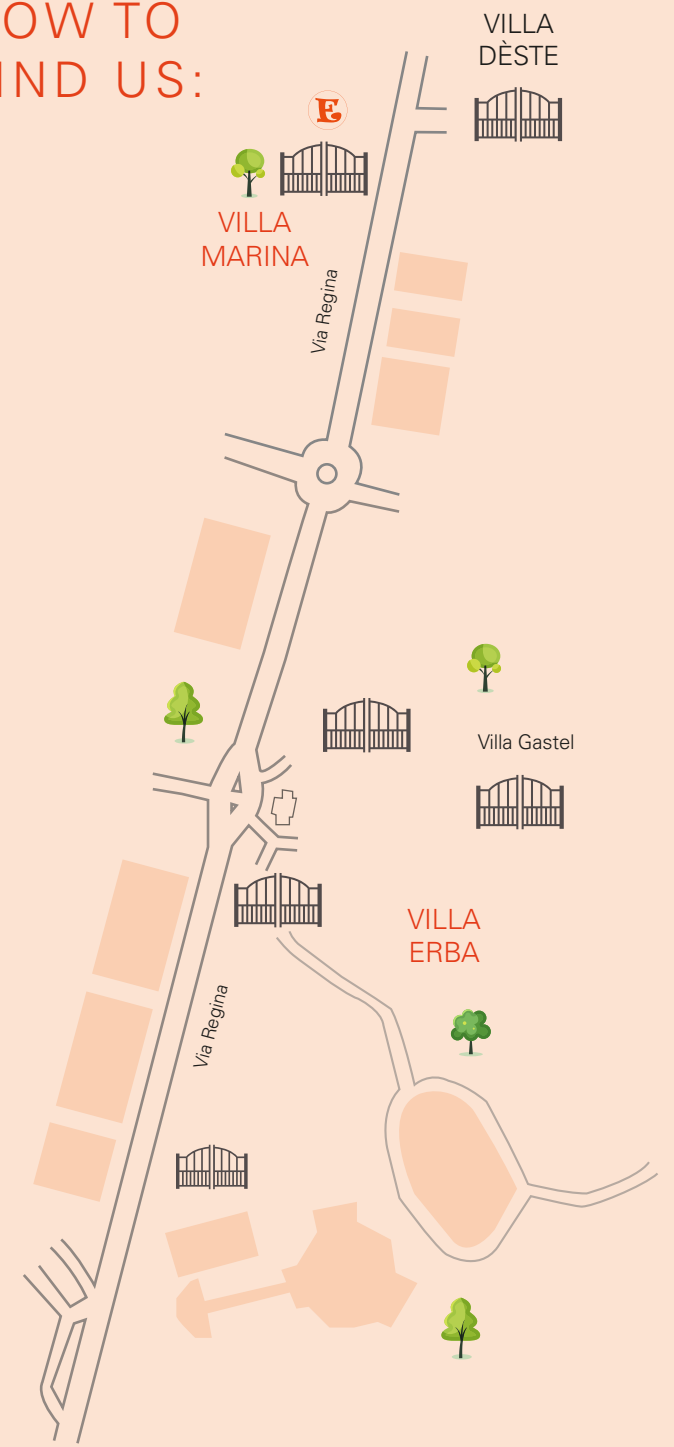 OW TO
IND US:
VILLA
DÈSTE
E
VILLA
MARINA
Via Regina
Villa Gastel
VILLA
ERBA
Via Regina